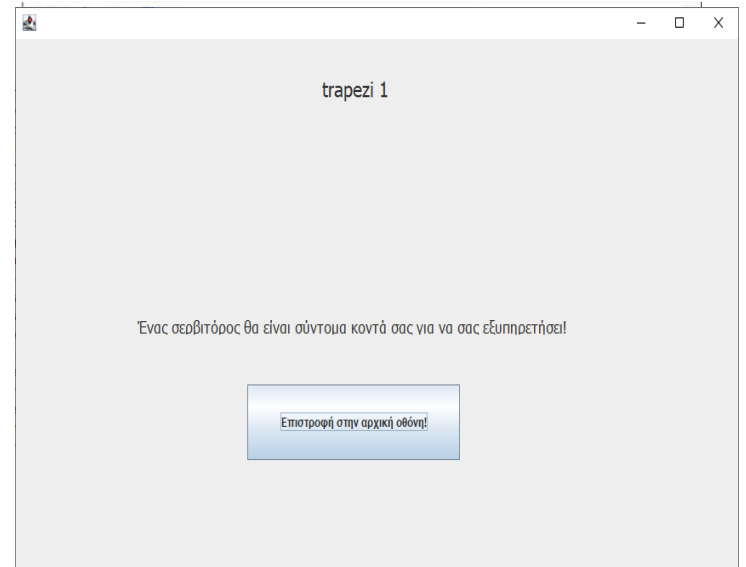 trapezi 1
Ένας σερβιτόρος θα είναι σύντομα κοντά σας για να σας εξυπηρετήσει!
Επιστροφή στην αρχική οθόνη!